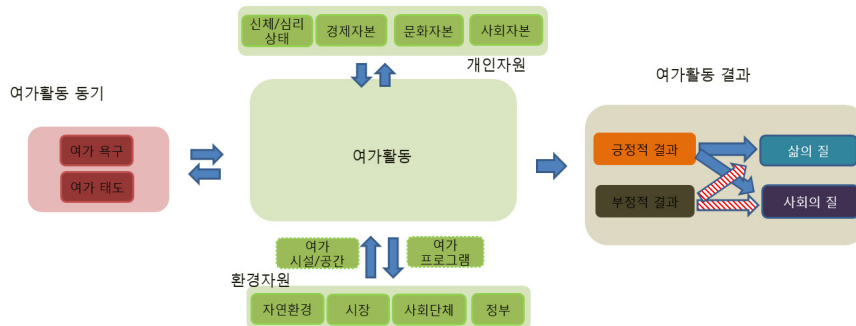 신체/심리
상태
경제자본
문화자본
사회자본
개인자원
여가활동 동기
여가 욕구
여가 태도
여가활동
여가활동 결과
긍정적 결과
삶의 질
부정적 결과
사회의 질
여가
시설/공간
여가
프로그램
환경자원
자연환경
시장
사회단체
정부